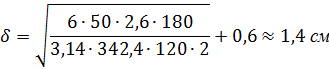 δ = √(6 · 50 · 2,6 · 180 / 3,14 · 342,4 · 120 · 2) + 0,6 ≈ 1,4 см